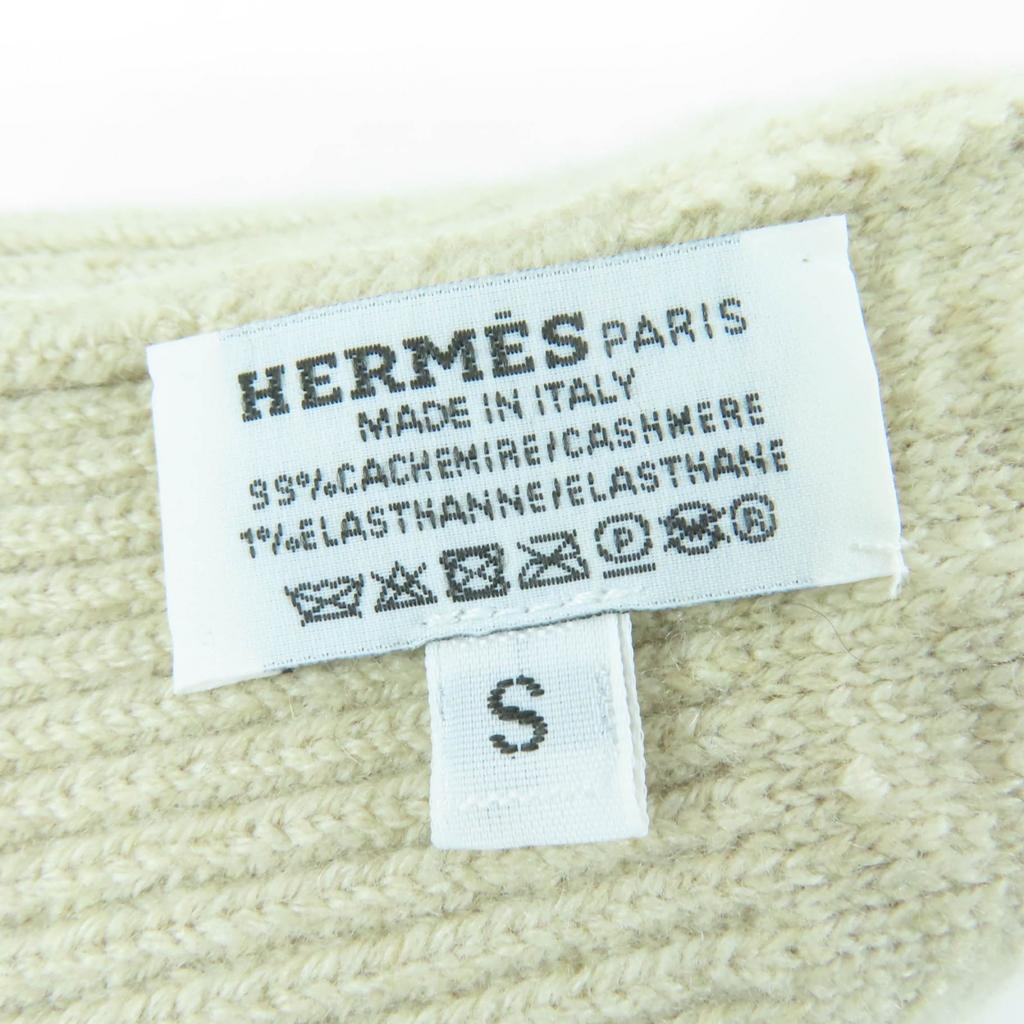 HERMÈS PARIS
MADE IN ITALY
99%CACHEMIRE/CASHMERE
1%ELASTHANNE/ELASTHANE
P ®
S